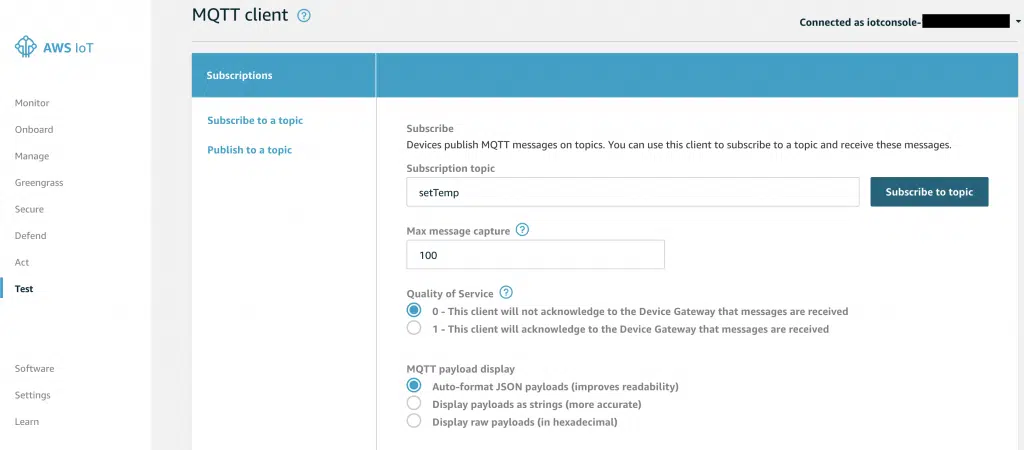 MQTT client ?
Connected as iotconsole-
AWS IoT
Monitor
Onboard
Manage
Greengrass
Secure
Defend
Act
Test
Software
Settings
Learn
Subscriptions
Subscribe to a topic
Publish to a topic
Subscribe
Devices publish MQTT messages on topics. You can use this client to subscribe to a topic and receive these messages.
Subscription topic
setTemp
Subscribe to topic
Max message capture ?
100
Quality of Service ?
0 - This client will not acknowledge to the Device Gateway that messages are received
1 - This client will acknowledge to the Device Gateway that messages are received
MQTT payload display
Auto-format JSON payloads (improves readability)
Display payloads as strings (more accurate)
Display raw payloads (in hexadecimal)